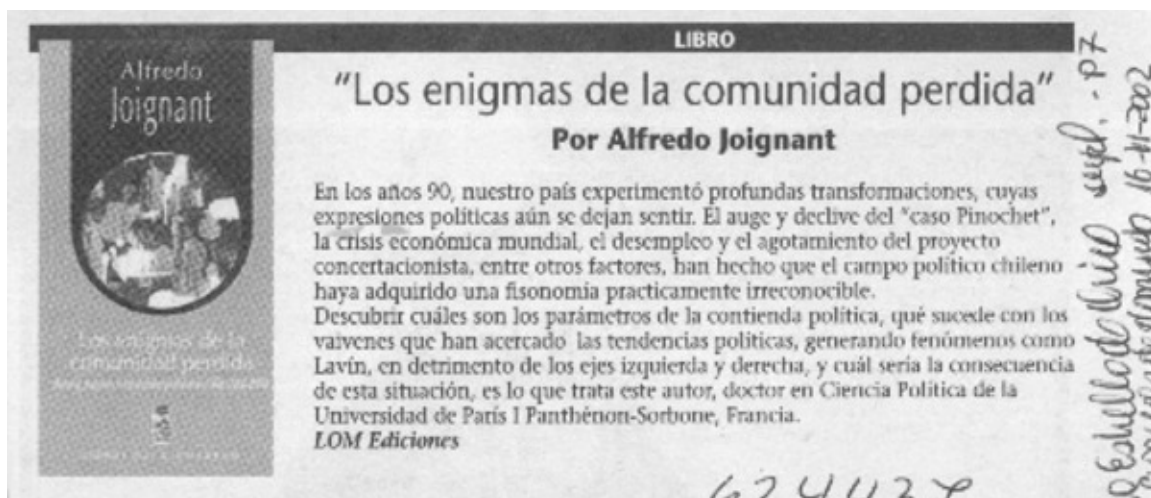 LIBRO
Alfredo
Joignant
Los enigmas de la
comunidad perdida
"Los enigmas de la comunidad perdida"
Por Alfredo Joignant
En los años 90, nuestro país experimentó profundas transformaciones, cuyas
expresiones políticas aún se dejan sentir. El auge y declive del "caso Pinochet",
la crisis económica mundial, el desempleo y el agotamiento del proyecto
concertacionista, entre otros factores, han hecho que el campo político chileno
haya adquirido una fisonomía practicamente irreconocible.
Descubrir cuáles son los parámetros de la contienda política, qué sucede con los
vaivenes que han acercado las tendencias políticas, generando fenómenos como
Lavín, en detrimento de los ejes izquierda y derecha, y cuál sería la consecuencia
de esta situación, es lo que trata este autor, doctor en Ciencia Política de la
Universidad de París I Panthénon-Sorbone, Francia.
LOM Ediciones
p7